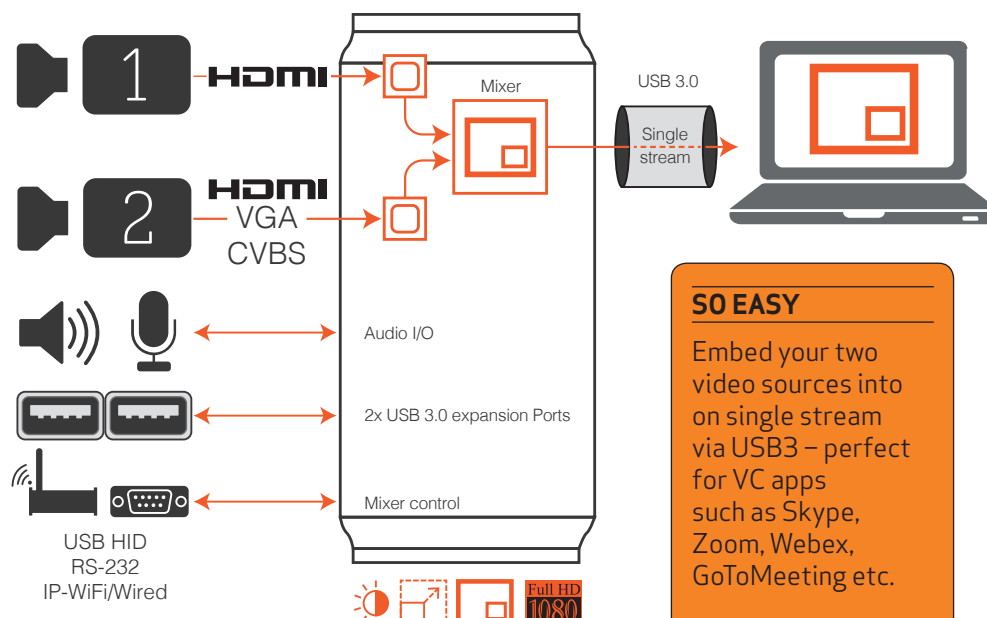 1
HDMI
Mixer
USB 3.0
Single
stream
2
HDMI
VGA
CVBS
Audio I/O
2x USB 3.0 expansion Ports
Mixer control
USB HID
RS-232
IP-WiFi/Wired
Full HD
1080
SO EASY
Embed your two
video sources into
on single stream
via USB3 – perfect
for VC apps
such as Skype,
Zoom, Webex,
GoToMeeting etc.